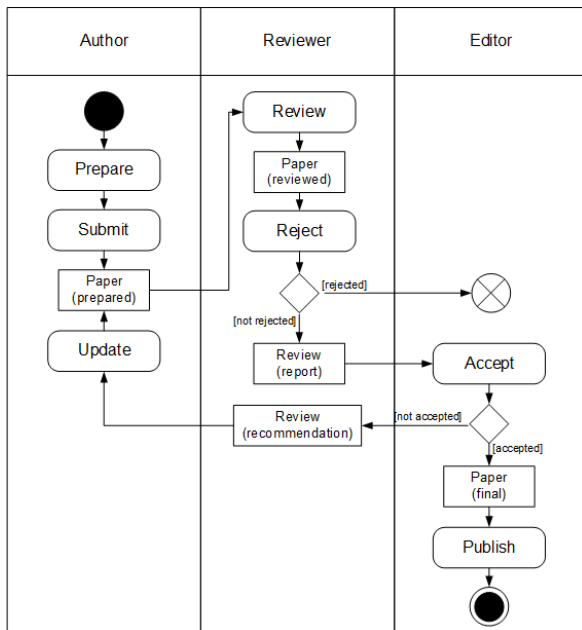 Author
Reviewer
Editor
Prepare
Submit
Paper
(prepared)
Update
Review
Paper
(reviewed)
Reject
[rejected]
[not rejected]
Review
(report)
Accept
[not accepted]
Review
(recommendation)
[accepted]
Paper
(final)
Publish